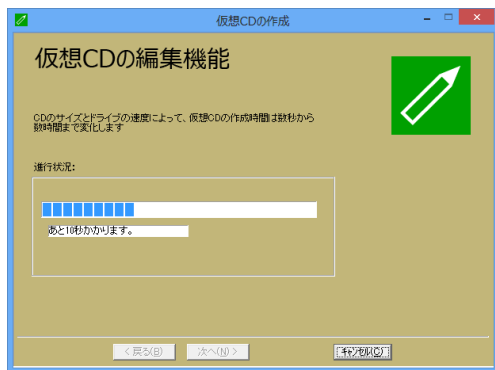 仮想CDの作成
仮想CDの編集機能
CDのサイズとドライブの速度によって、仮想CDの作成時間は数秒から
数時間まで変化します
進行状況:
あと10秒かかります。
< 戻る(B)
次へ(N) >
キャンセル(C)